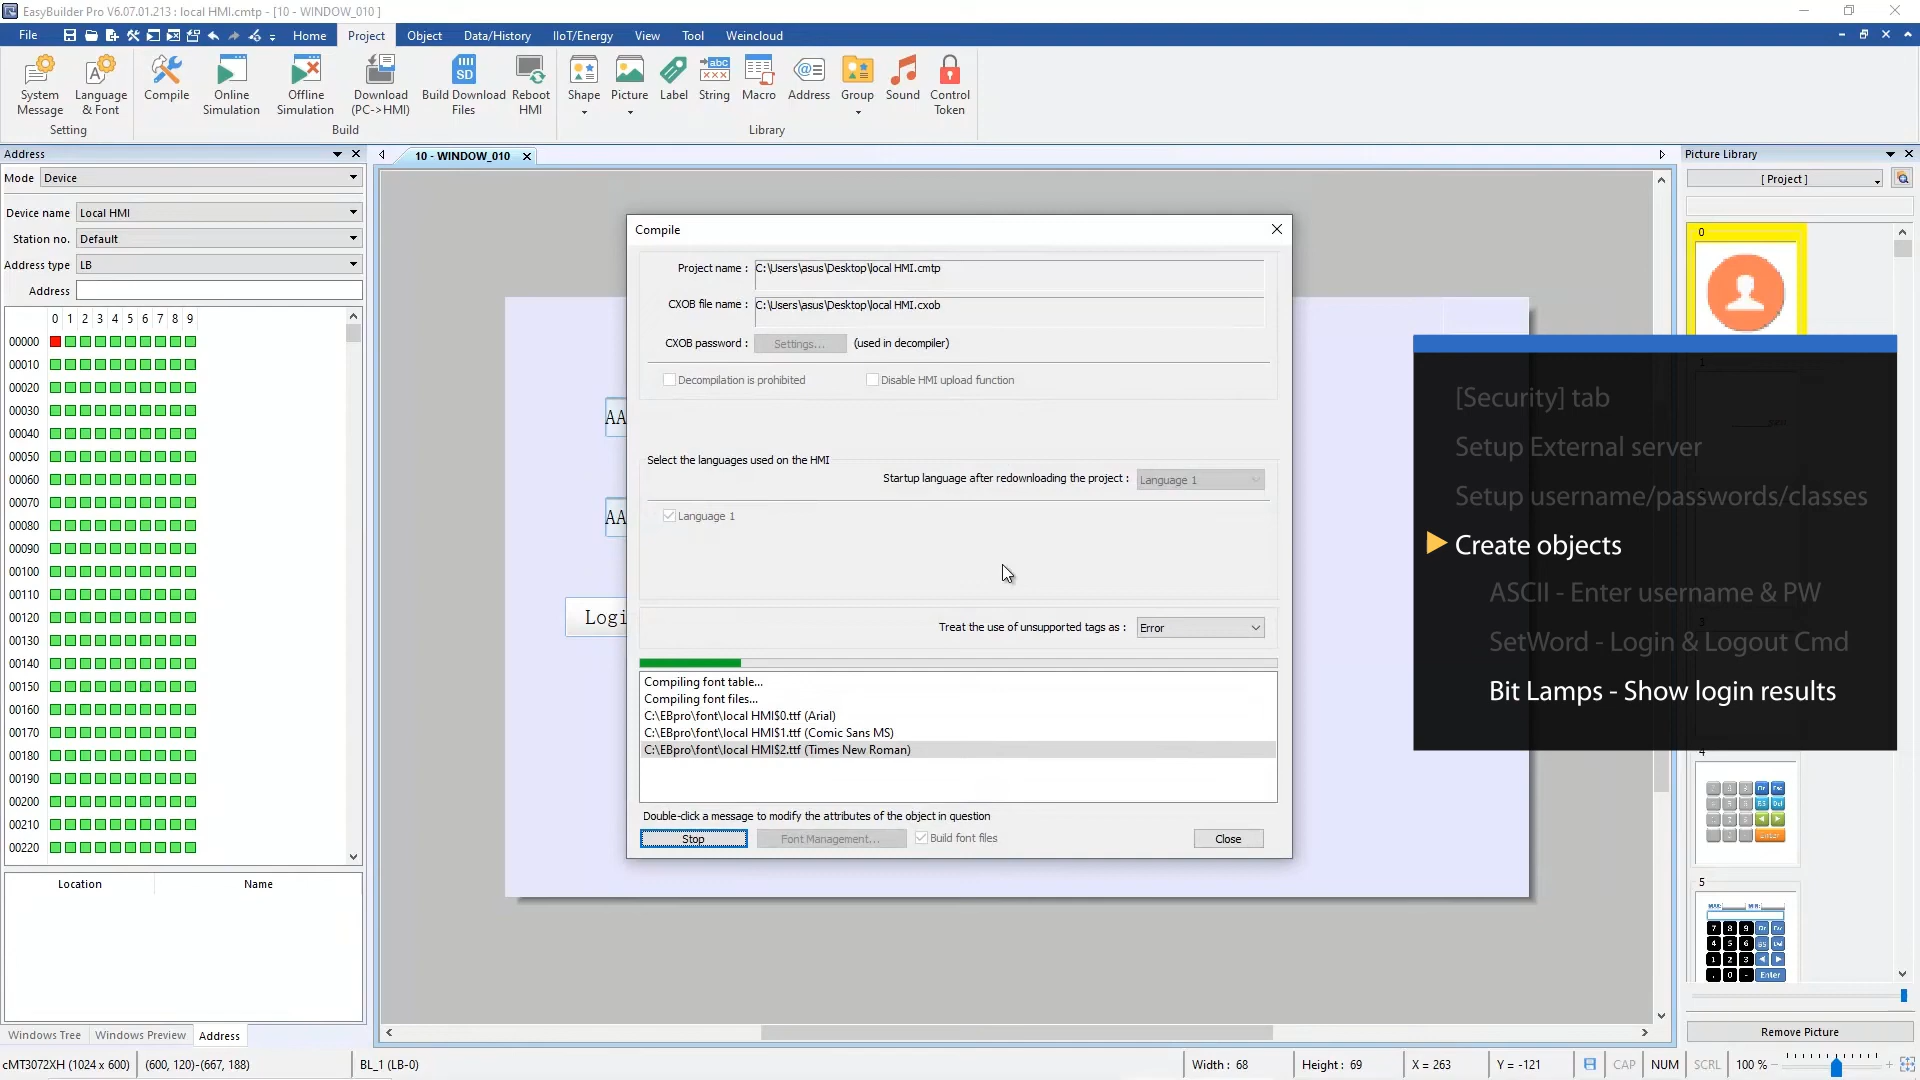 EasyBuilder Pro V6.07.01.213 : local HMI.cmtp - [10 - WINDOW_010 ]
File Home Project Object Data/History IIoT/Energy View Tool Weincloud
System Message
Language & Font
Compile
Online Simulation
Offline Simulation
Download (PC->HMI)
Build Download Files
Reboot HMI
Shape
Picture
Label
String
Macro
Address
Group
Sound
Control Token
Setting
Build
Library
Address
Mode Device
Device name Local HMI
Station no. Default
Address type LB
Address
0 1 2 3 4 5 6 7 8 9
00000
00010
00020
00030
00040
00050
00060
00070
00080
00090
00100
00110
00120
00130
00140
00150
00160
00170
00180
00190
00200
00210
00220
Location Name
Windows Tree Windows Preview Address
10 - WINDOW_010
AA
AA
Logi
Compile
Project name : C:\Users\asus\Desktop\local HMI.cmtp
CXOB file name : C:\Users\asus\Desktop\local HMI.cxob
CXOB password : Settings... (used in decompiler)
Decompilation is prohibited Disable HMI upload function
Select the languages used on the HMI
Startup language after redownloading the project : Language 1
Language 1
Treat the use of unsupported tags as : Error
Compiling font table...
Compiling font files...
C:\EBpro\font\local HMI$0.ttf (Arial)
C:\EBpro\font\local HMI$1.ttf (Comic Sans MS)
C:\EBpro\font\local HMI$2.ttf (Times New Roman)
Double-click a message to modify the attributes of the object in question
Stop Font Management... Build font files Close
Picture Library
[ Project ]
0
1
[Security] tab
Setup External server
Setup username/passwords/classes
Create objects
ASCII - Enter username & PW
SetWord - Login & Logout Cmd
Bit Lamps - Show login results
4
5
7 8 9
4 5 6
1 2 3
. 0 - Enter
Remove Picture
cMT3072XH (1024 x 600) (600, 120)-(667, 188) BL_1 (LB-0) Width : 68 Height : 69 X = 263 Y = -121 CAP NUM SCRL 100 %